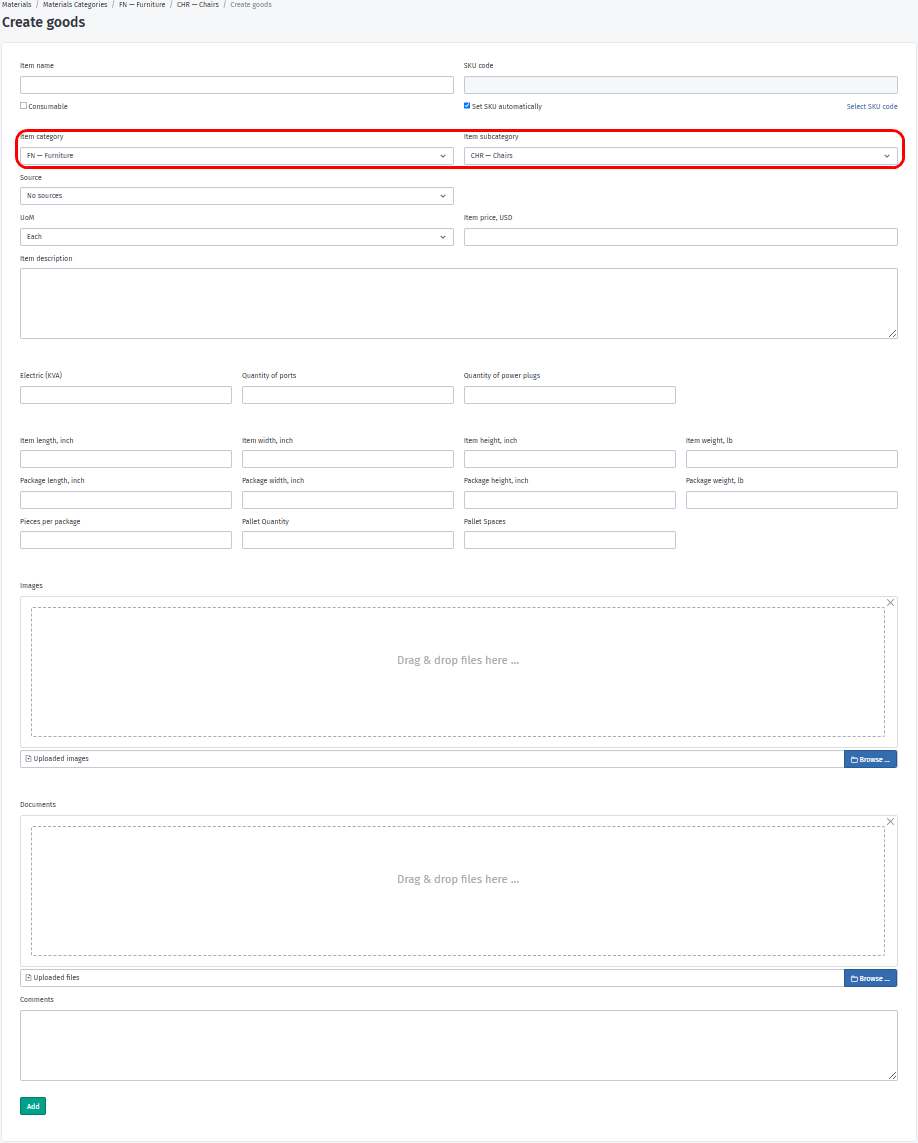 Materials / Materials Categories / FN — Furniture / CHR — Chairs / Create goods
Create goods
Item name SKU code
Consumable Set SKU automatically Select SKU code
Item category Item subcategory
FN — Furniture CHR — Chairs
Source
No sources
UoM Item price, USD
Each
Item description
Electric (KVA) Quantity of ports Quantity of power plugs
Item length, inch Item width, inch Item height, inch Item weight, lb
Package length, inch Package width, inch Package height, inch Package weight, lb
Pieces per package Pallet Quantity Pallet Spaces
Images
Drag & drop files here ...
Uploaded images Browse ...
Documents
Drag & drop files here ...
Uploaded files Browse ...
Comments
Add